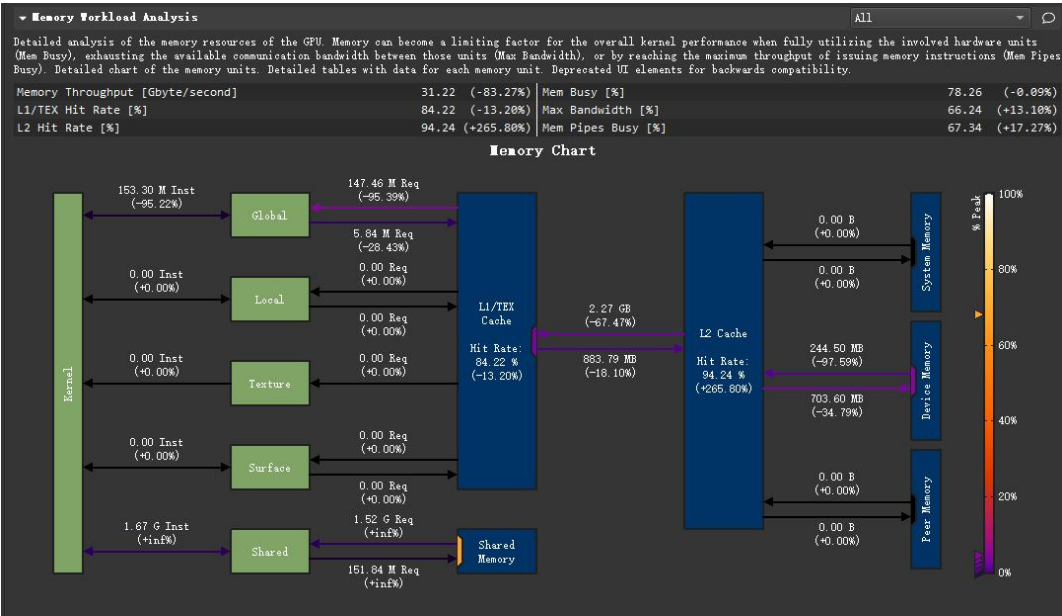 Memory Workload Analysis
All
Detailed analysis of the memory resources of the GPU. Memory can become a limiting factor for the overall kernel performance when fully utilizing the involved hardware units
(Mem Busy), exhausting the available communication bandwidth between those units (Max Bandwidth), or by reaching the maximum throughput of issuing memory instructions (Mem Pipes
Busy). Detailed chart of the memory units. Detailed tables with data for each memory unit. Deprecated UI elements for backwards compatibility.
Memory Throughput [Gbyte/second] 31.22 (-83.27%) Mem Busy [%] 78.26 (-0.09%)
L1/TEX Hit Rate [%] 84.22 (-13.20%) Max Bandwidth [%] 66.24 (+13.10%)
L2 Hit Rate [%] 94.24 (+265.80%) Mem Pipes Busy [%] 67.34 (+17.27%)
Memory Chart
Kernel
153.30 M Inst
(-95.22%)
Global
147.46 M Req
(-95.39%)
5.84 M Req
(-28.43%)
0.00 Inst
(+0.00%)
Local
0.00 Req
(+0.00%)
0.00 Req
(+0.00%)
0.00 Inst
(+0.00%)
Texture
0.00 Req
(+0.00%)
0.00 Inst
(+0.00%)
Surface
0.00 Req
(+0.00%)
0.00 Req
(+0.00%)
1.67 G Inst
(+inf%)
Shared
1.52 G Req
(+inf%)
151.84 M Req
(+inf%)
L1/TEX
Cache
Hit Rate:
84.22 %
(-13.20%)
Shared
Memory
2.27 GB
(-67.47%)
883.79 MB
(-18.10%)
L2 Cache
Hit Rate:
94.24 %
(+265.80%)
0.00 B
(+0.00%)
0.00 B
(+0.00%)
System Memory
244.50 MB
(-97.59%)
703.60 MB
(-34.79%)
Device Memory
0.00 B
(+0.00%)
0.00 B
(+0.00%)
Peer Memory
% Peak
100%
80%
60%
40%
20%
0%